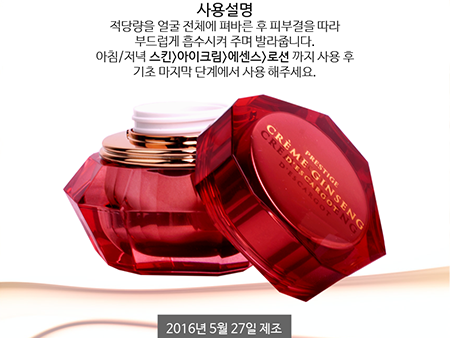 사용설명
적당량을 얼굴 전체에 펴바른 후 피부결을 따라
부드럽게 흡수시켜 주며 발라줍니다.
아침/저녁 스킨>아이크림>에센스>로션 까지 사용 후
기초 마지막 단계에서 사용 해주세요.
PRESTIGE
CRÈME GINSENG
D'ESCARGOT
2016년 5월 27일 제조